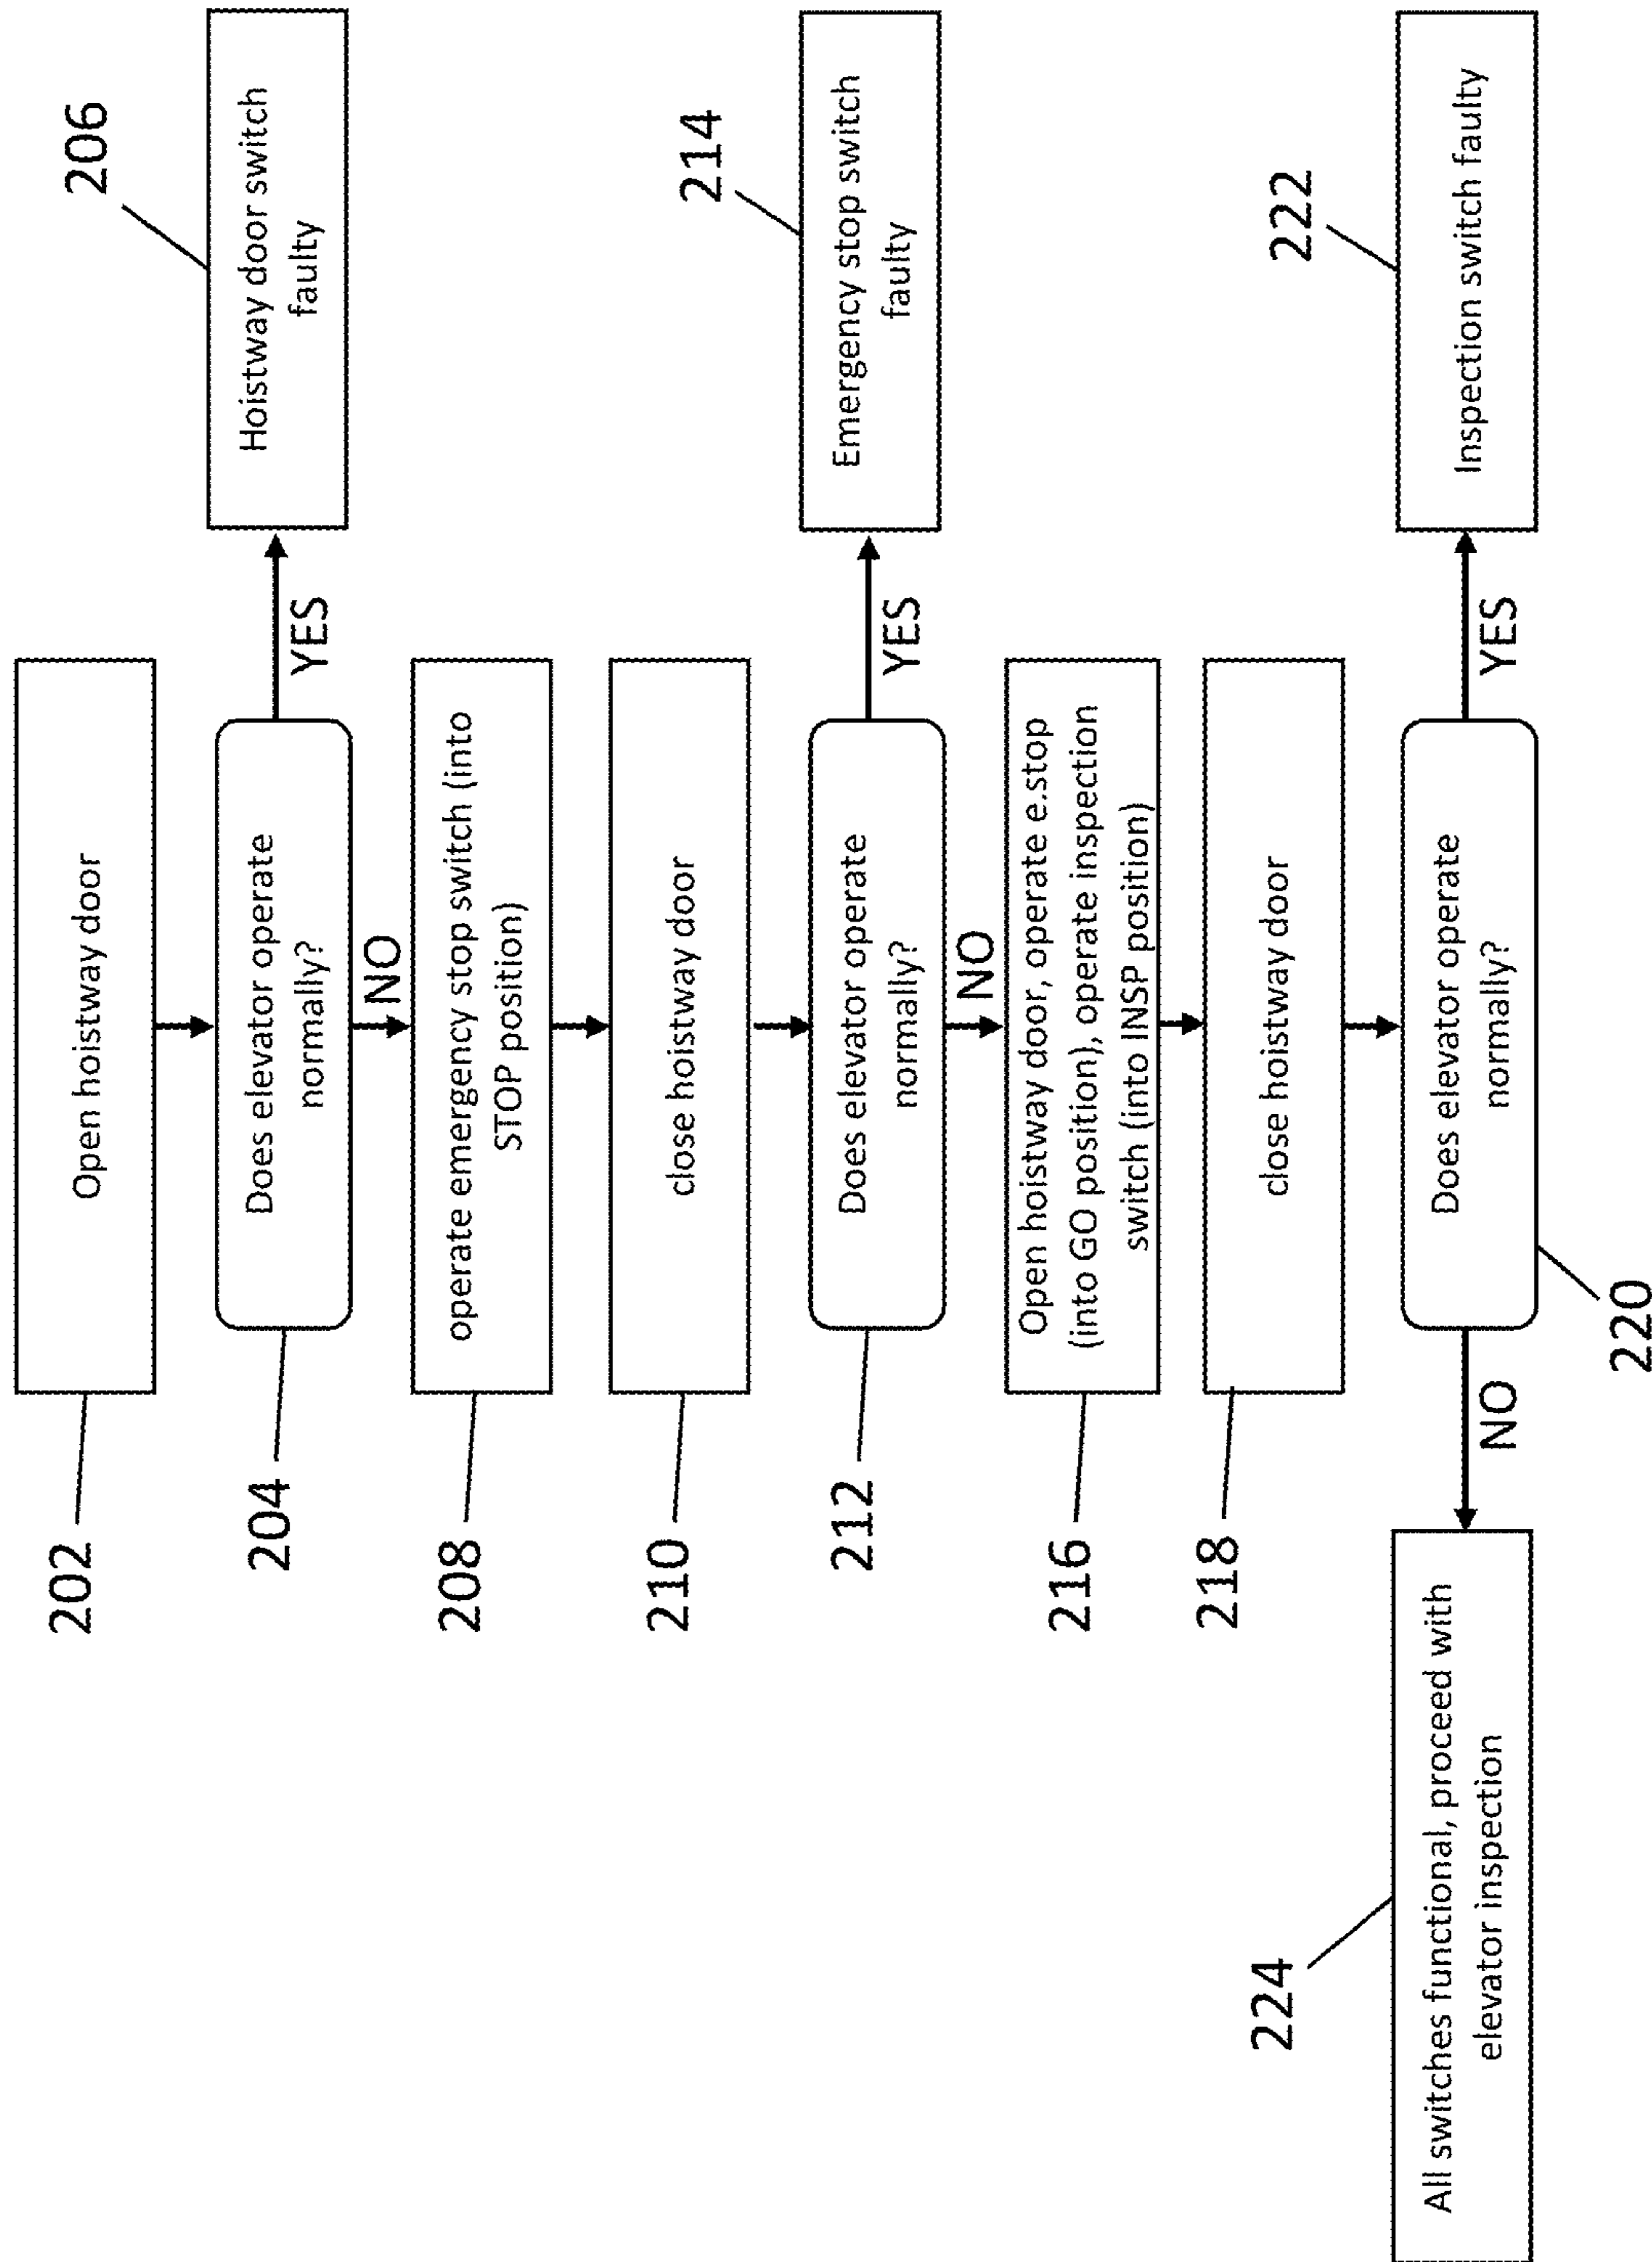 202
Open hoistway door
204
Does elevator operate
normally?
YES
206
Hoistway door switch
faulty
NO
208
operate emergency stop switch (into
STOP position)
210
close hoistway door
212
Does elevator operate
normally?
YES
214
Emergency stop switch
faulty
NO
216
Open hoistway door, operate e.stop
(into GO position), operate inspection
switch (into INSP position)
218
close hoistway door
220
Does elevator operate
normally?
YES
222
Inspection switch faulty
NO
224
All switches functional, proceed with
elevator inspection